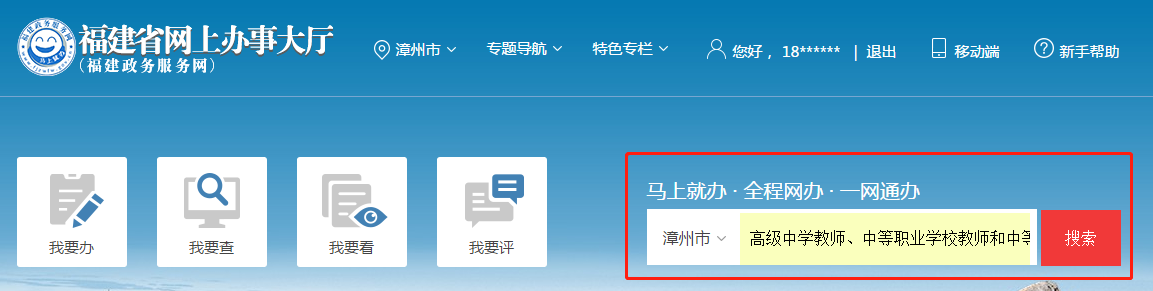 福建省网上办事大厅
(福建政务服务网)
漳州市
专题导航
特色专栏
您好，18****** | 退出
移动端
新手帮助
我要办
我要查
我要看
我要评
马上就办 · 全程网办 · 一网通办
漳州市
高级中学教师、中等职业学校教师和中等
搜索